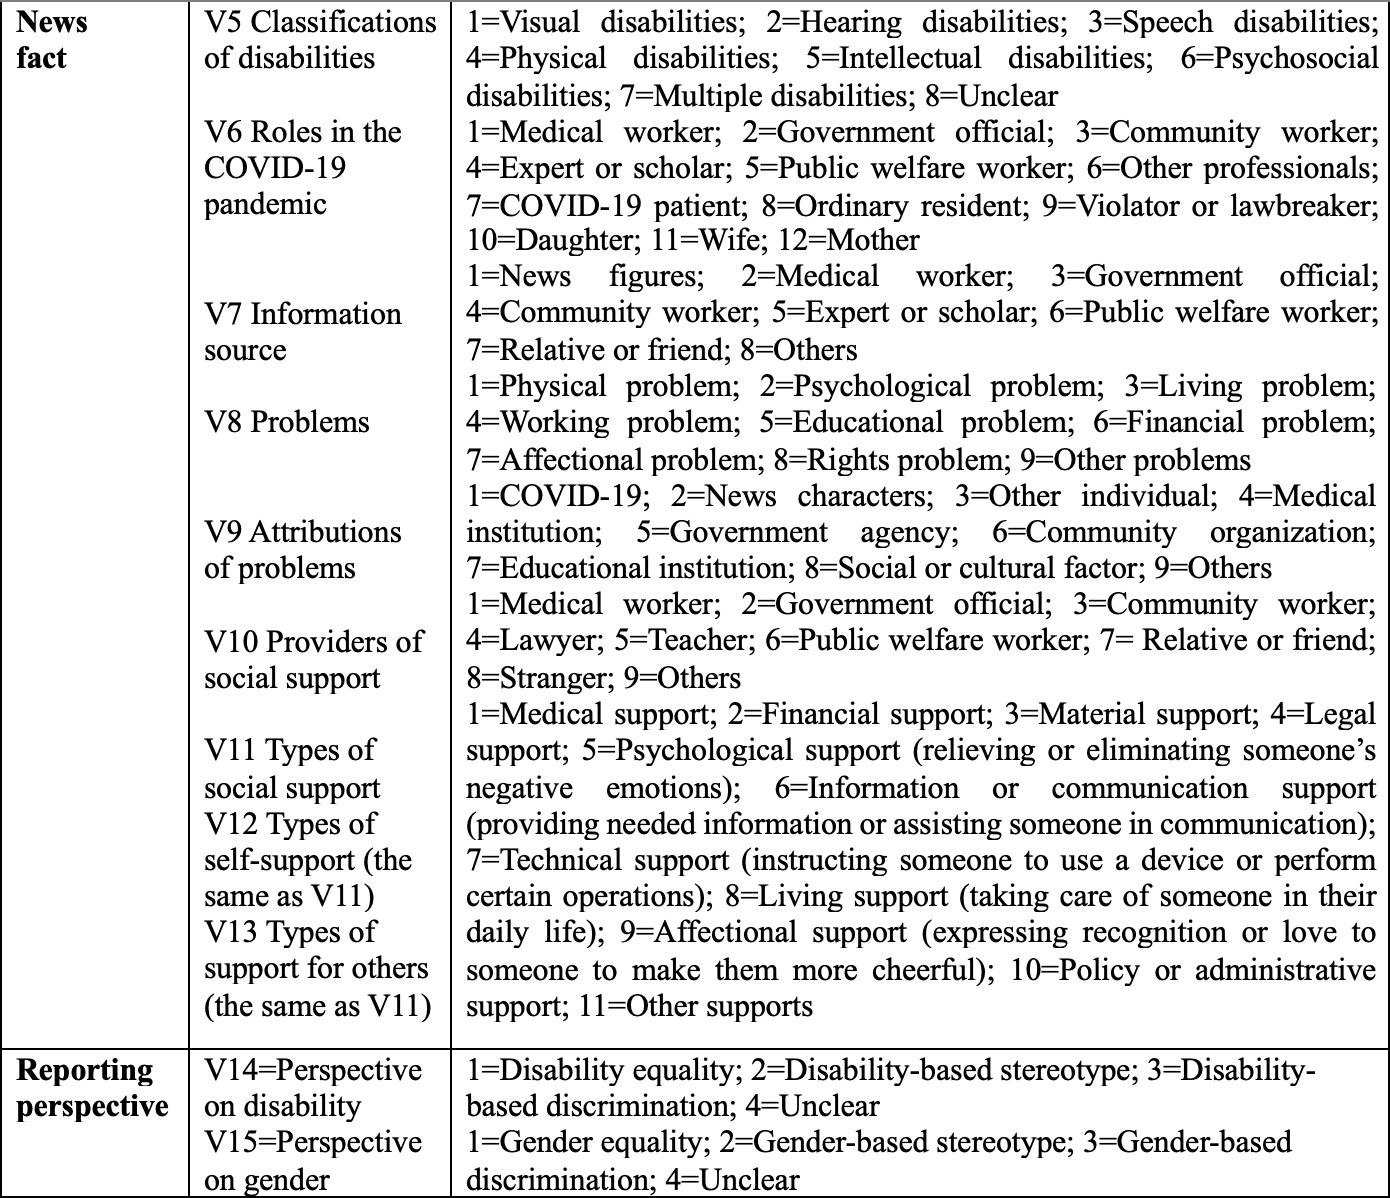 News
fact
V5 Classifications
of disabilities
1=Visual disabilities; 2=Hearing disabilities; 3=Speech disabilities;
4=Physical disabilities; 5=Intellectual disabilities; 6=Psychosocial
disabilities; 7=Multiple disabilities; 8=Unclear
V6 Roles in the
COVID-19
pandemic
1=Medical worker; 2=Government official; 3=Community worker;
4=Expert or scholar; 5=Public welfare worker; 6=Other professionals;
7=COVID-19 patient; 8=Ordinary resident; 9=Violator or lawbreaker;
10=Daughter; 11=Wife; 12=Mother
V7 Information
source
1=News figures; 2=Medical worker; 3=Government official;
4=Community worker; 5=Expert or scholar; 6=Public welfare worker;
7=Relative or friend; 8=Others
V8 Problems
1=Physical problem; 2=Psychological problem; 3=Living problem;
4=Working problem; 5=Educational problem; 6=Financial problem;
7=Affectional problem; 8=Rights problem; 9=Other problems
V9 Attributions
of problems
1=COVID-19; 2=News characters; 3=Other individual; 4=Medical
institution; 5=Government agency; 6=Community organization;
7=Educational institution; 8=Social or cultural factor; 9=Others
V10 Providers of
social support
1=Medical worker; 2=Government official; 3=Community worker;
4=Lawyer; 5=Teacher; 6=Public welfare worker; 7= Relative or friend;
8=Stranger; 9=Others
V11 Types of
social support
V12 Types of
self-support (the
same as V11)
V13 Types of
support for others
(the same as V11)
1=Medical support; 2=Financial support; 3=Material support; 4=Legal
support; 5=Psychological support (relieving or eliminating someone’s
negative emotions); 6=Information or communication support
(providing needed information or assisting someone in communication);
7=Technical support (instructing someone to use a device or perform
certain operations); 8=Living support (taking care of someone in their
daily life); 9=Affectional support (expressing recognition or love to
someone to make them more cheerful); 10=Policy or administrative
support; 11=Other supports
Reporting
perspective
V14=Perspective
on disability
1=Disability equality; 2=Disability-based stereotype; 3=Disability-
based discrimination; 4=Unclear
V15=Perspective
on gender
1=Gender equality; 2=Gender-based stereotype; 3=Gender-based
discrimination; 4=Unclear